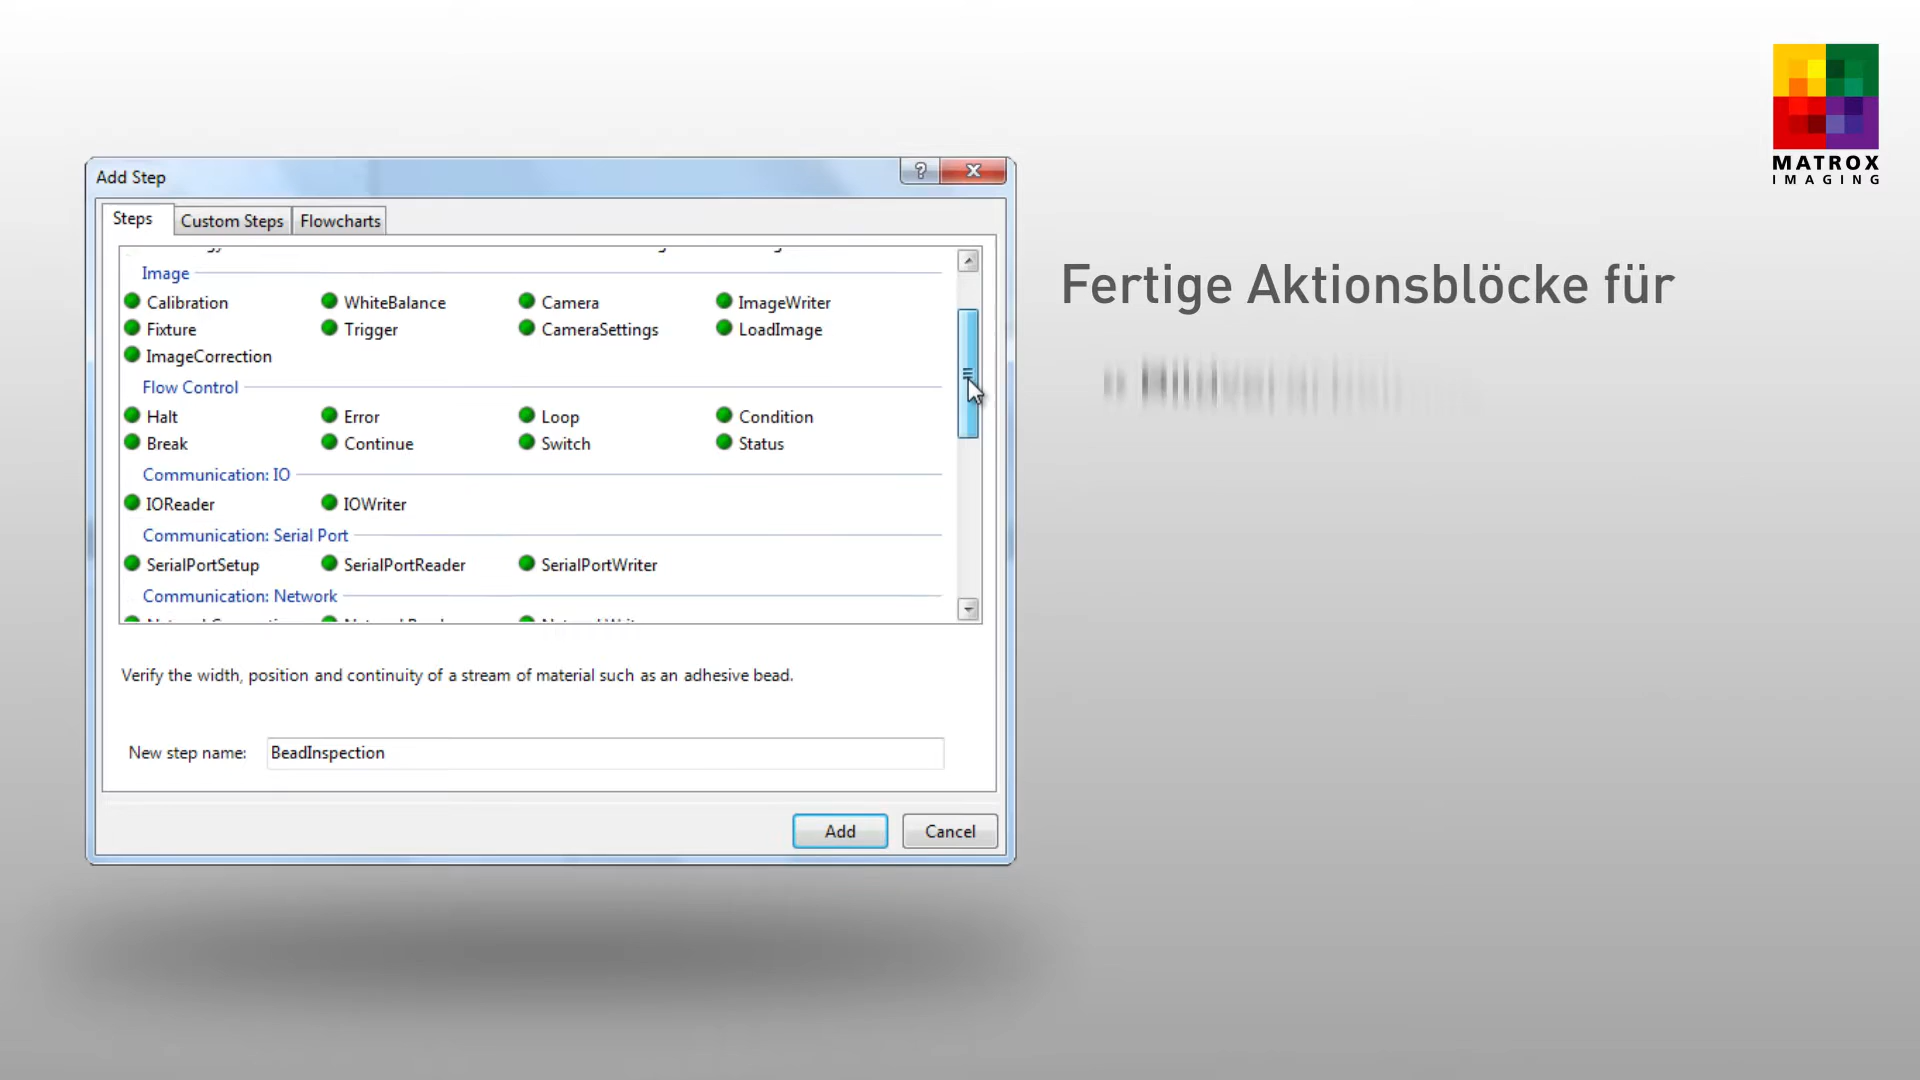 MATROX
IMAGING
Add Step
Steps Custom Steps Flowcharts
Image
Calibration WhiteBalance Camera ImageWriter
Fixture Trigger CameraSettings LoadImage
ImageCorrection
Flow Control
Halt Error Loop Condition
Break Continue Switch Status
Communication: IO
IOReader IOWriter
Communication: Serial Port
SerialPortSetup SerialPortReader SerialPortWriter
Communication: Network
Verify the width, position and continuity of a stream of material such as an adhesive bead.
New step name: BeadInspection
Add Cancel
Fertige Aktionsblöcke für